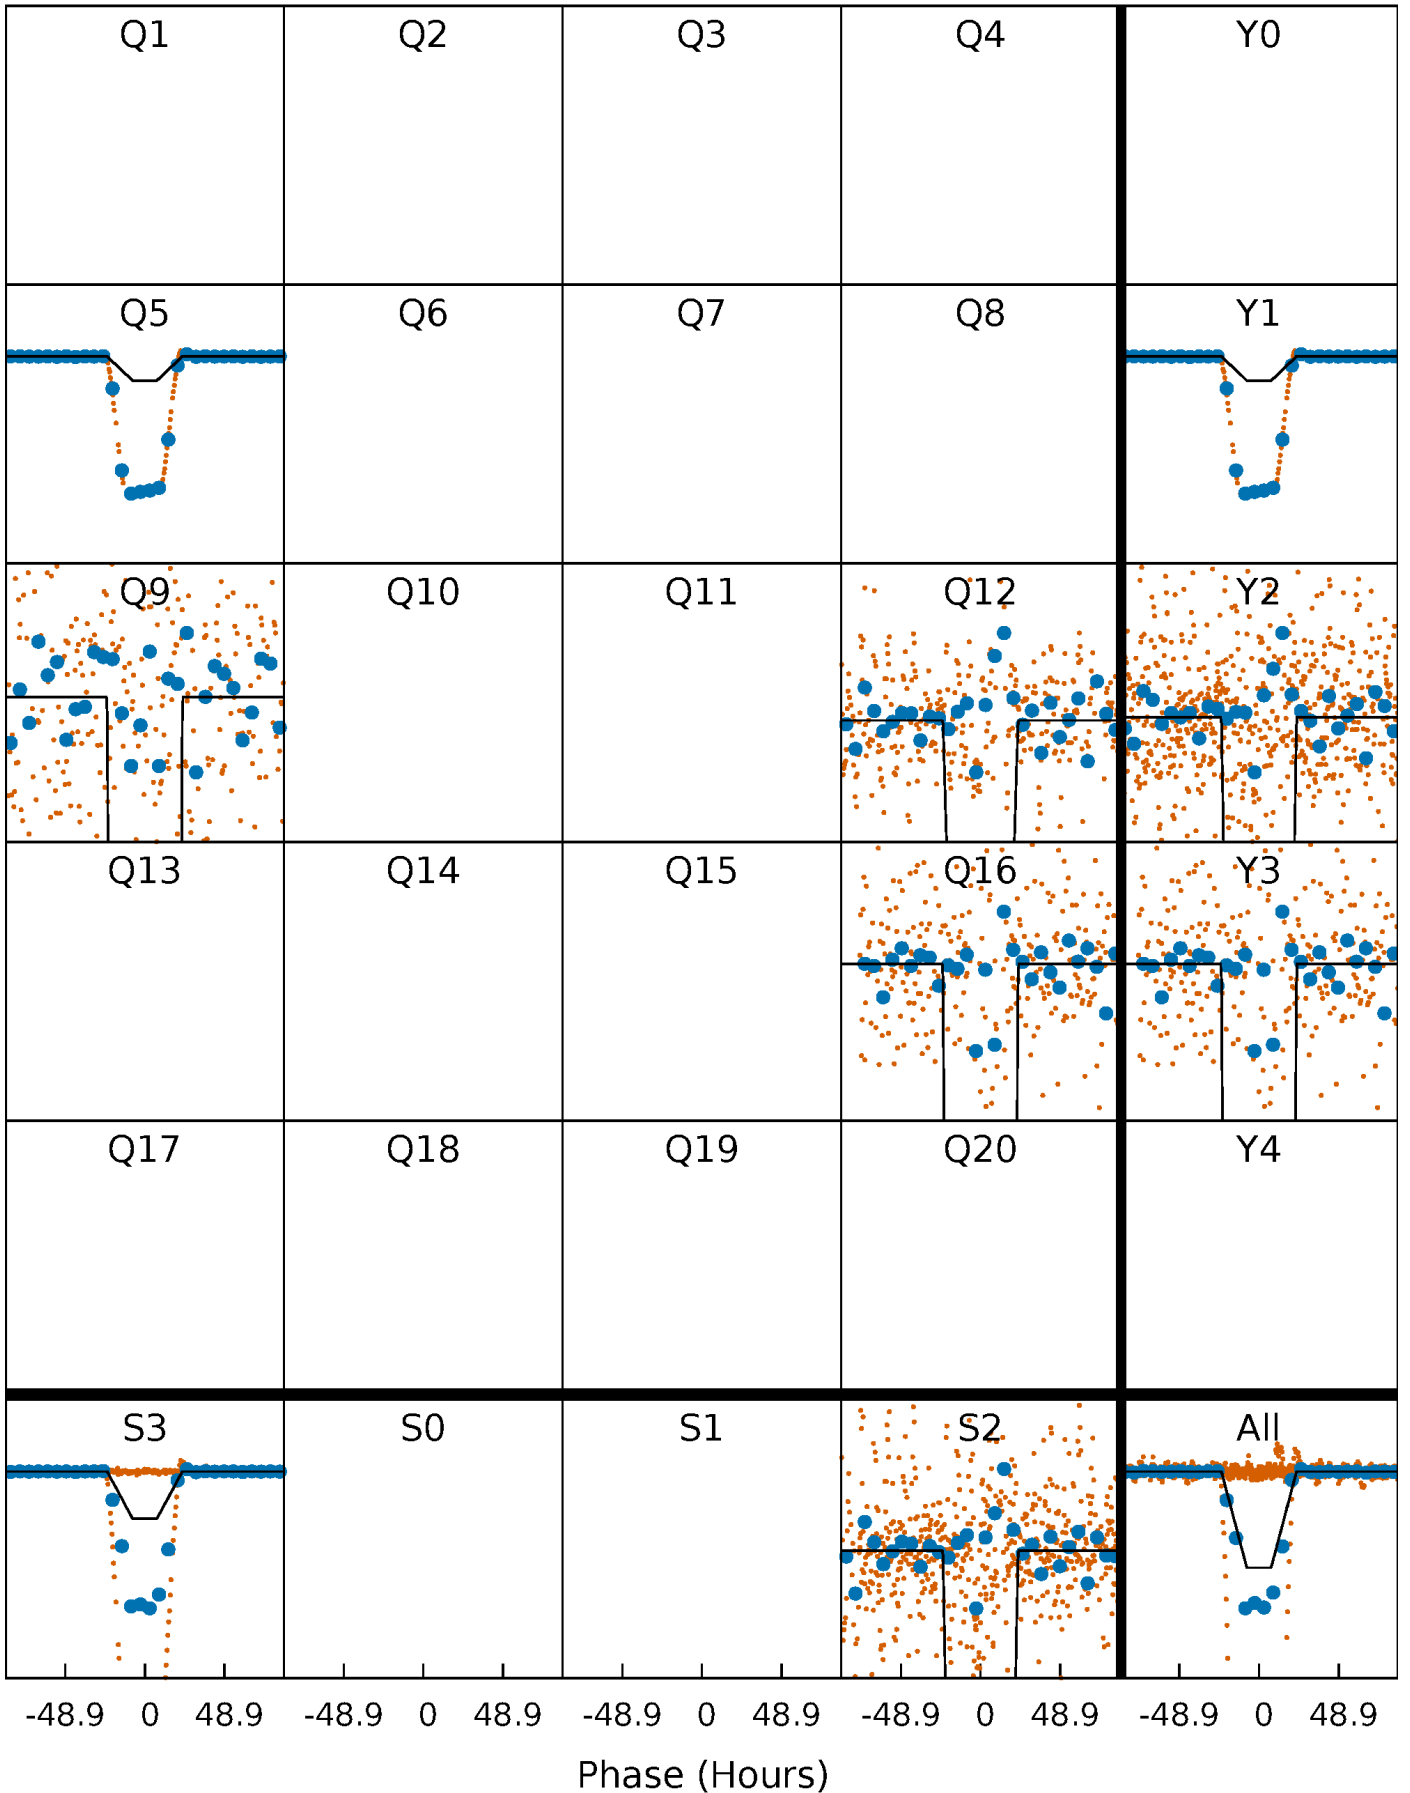 Q1 Q2 Q3 Q4 Y0
Q5 Q6 Q7 Q8 Y1
Q9 Q10 Q11 Q12 Y2
Q13 Q14 Q15 Q16 Y3
Q17 Q18 Q19 Q20 Y4
S3 S0 S1 S2 All
-48.9 0 48.9 -48.9 0 48.9 -48.9 0 48.9 -48.9 0 48.9 -48.9 0 48.9
Phase (Hours)